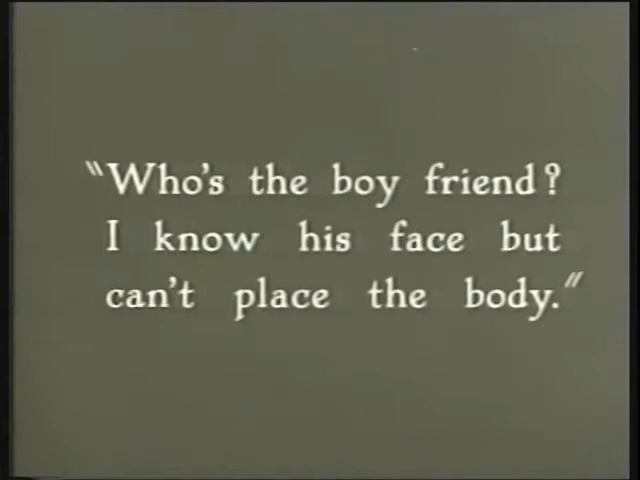 "Who's the boy friend?
I know his face but
can't place the body."